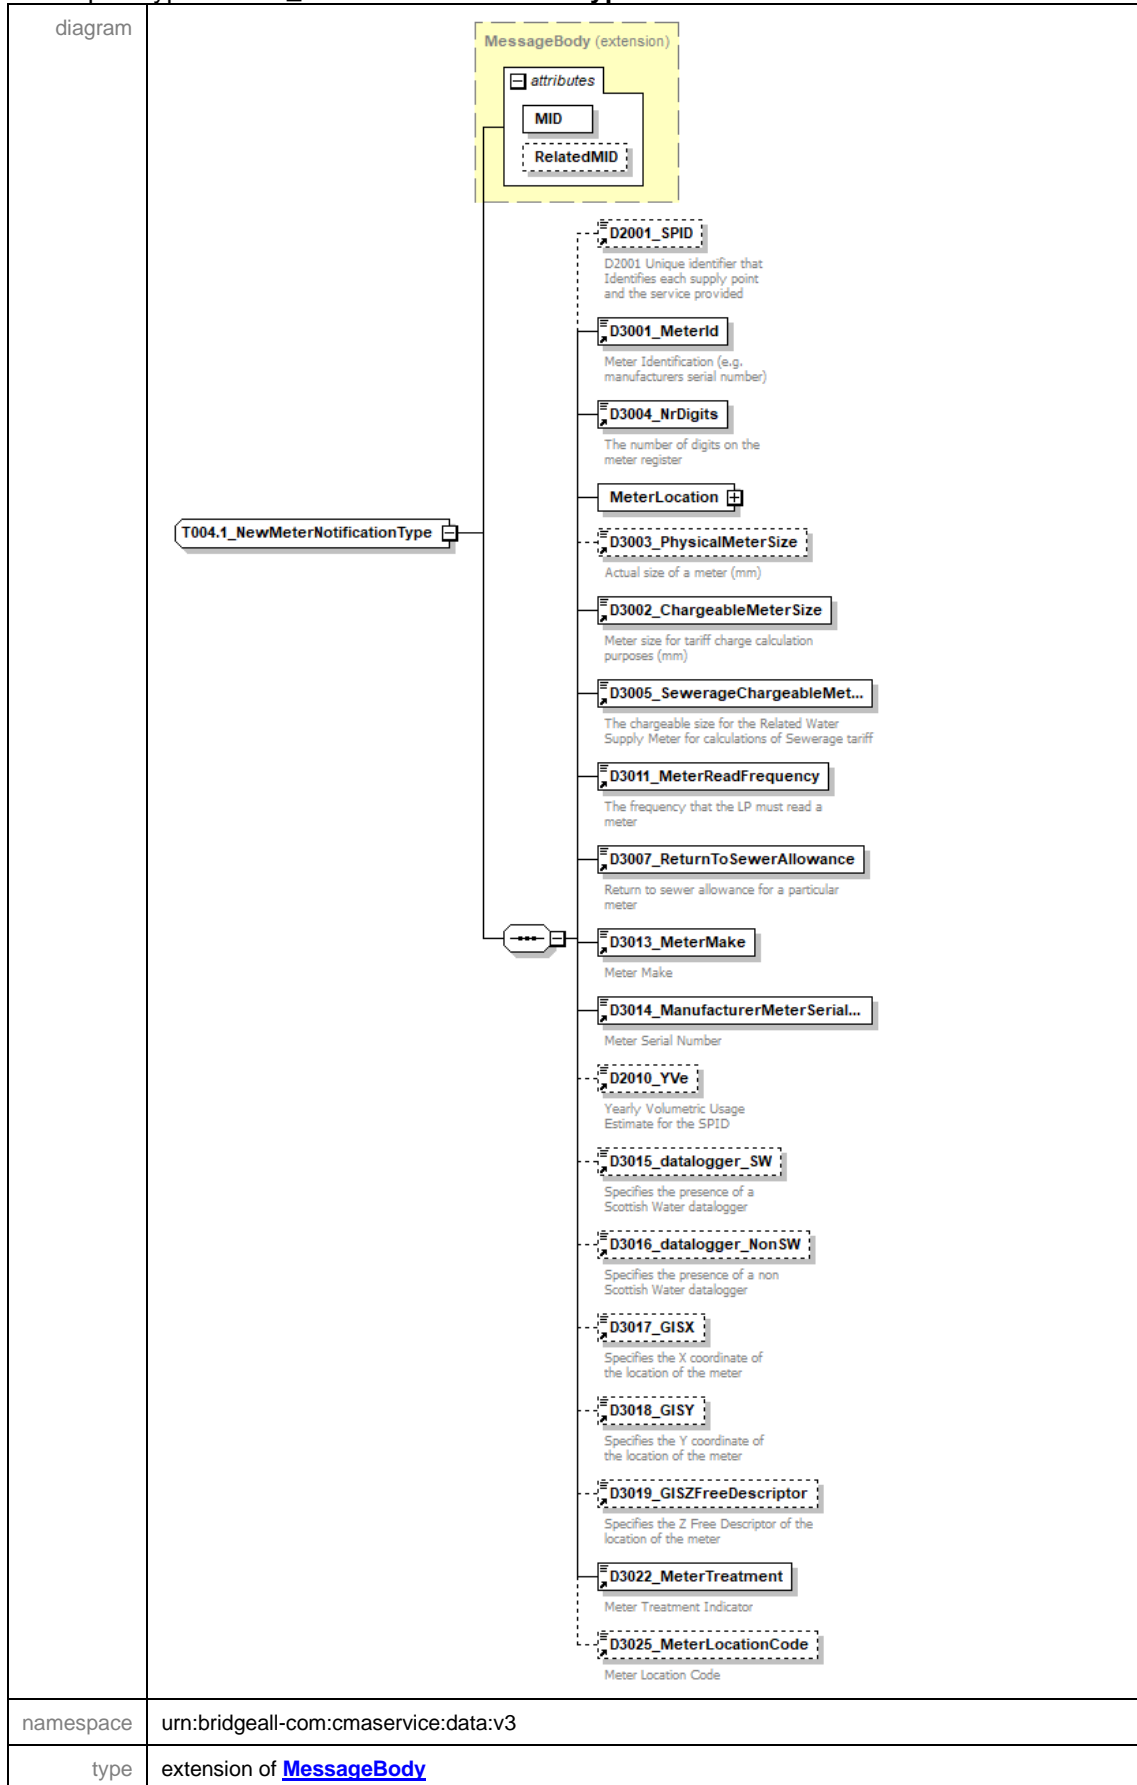 diagram
MessageBody (extension)
attributes
MID
RelatedMID
D2001_SPID
D2001 Unique identifier that
Identifies each supply point
and the service provided
D3001_MeterId
Meter Identification (e.g.
manufacturers serial number)
D3004_NrDigits
The number of digits on the
meter register
MeterLocation
T004.1_NewMeterNotificationType
D3003_PhysicalMeterSize
Actual size of a meter (mm)
D3002_ChargeableMeterSize
Meter size for tariff charge calculation
purposes (mm)
D3005_SewerageChargeableMet...
The chargeable size for the Related Water
Supply Meter for calculations of Sewerage tariff
D3011_MeterReadFrequency
The frequency that the LP must read a
meter
D3007_ReturnToSewerAllowance
Return to sewer allowance for a particular
meter
D3013_MeterMake
Meter Make
D3014_ManufacturerMeterSerial...
Meter Serial Number
D2010_YVe
Yearly Volumetric Usage
Estimate for the SPID
D3015_datalogger_SW
Specifies the presence of a
Scottish Water datalogger
D3016_datalogger_NonSW
Specifies the presence of a non
Scottish Water datalogger
D3017_GISX
Specifies the X coordinate of
the location of the meter
D3018_GISY
Specifies the Y coordinate of
the location of the meter
D3019_GISZFreeDescriptor
Specifies the Z Free Descriptor of the
location of the meter
D3022_MeterTreatment
Meter Treatment Indicator
D3025_MeterLocationCode
Meter Location Code
namespace urn:bridgeall-com:cmaservice:data:v3
type extension of MessageBody